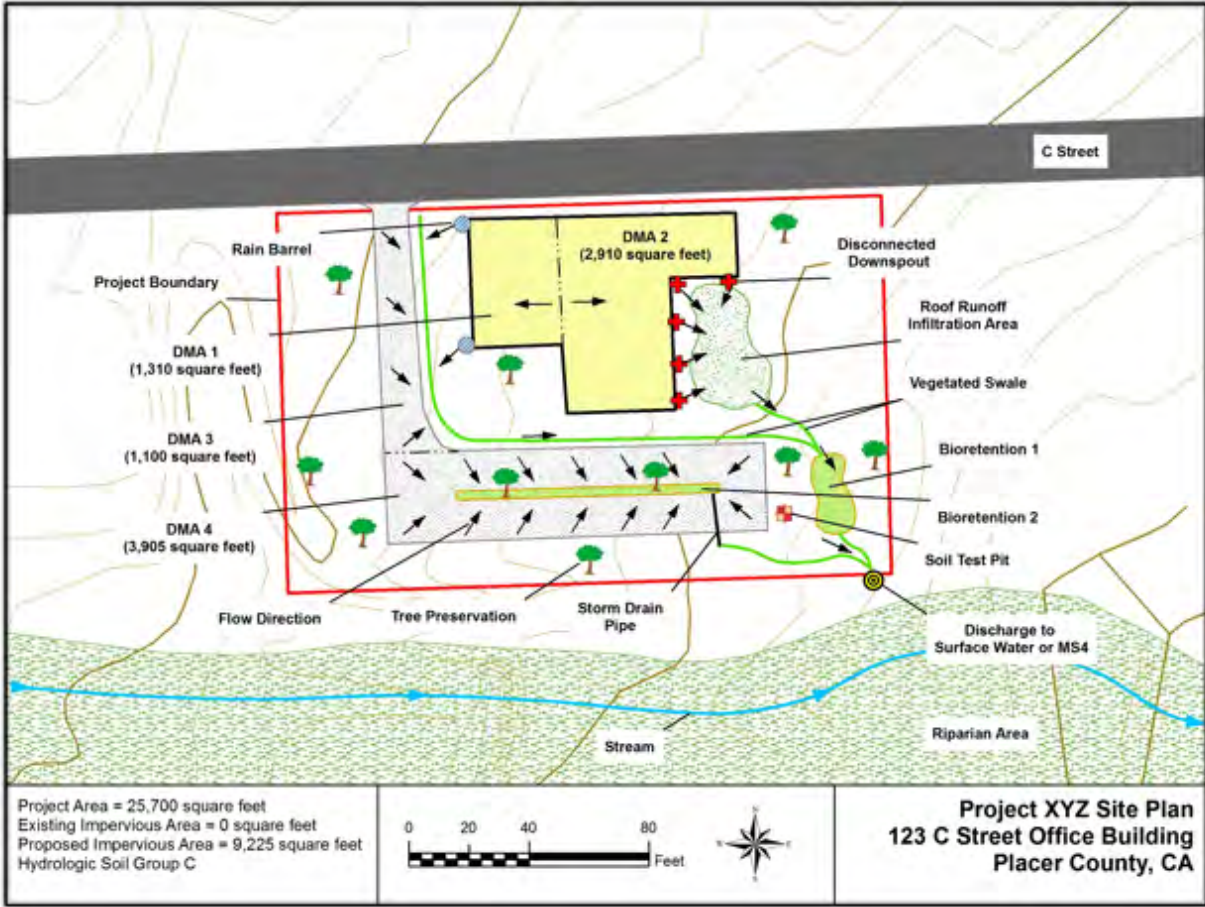 C Street
Rain Barrel
DMA 2
(2,910 square feet)
Disconnected
Downspout
Project Boundary
Roof Runoff
Infiltration Area
DMA 1
(1,310 square feet)
Vegetated Swale
DMA 3
(1,100 square feet)
Bioretention 1
DMA 4
(3,905 square feet)
Bioretention 2
Soil Test Pit
Flow Direction
Tree Preservation
Storm Drain
Pipe
Discharge to
Surface Water or MS4
Stream
Riparian Area
Project Area = 25,700 square feet
Existing Impervious Area = 0 square feet
Proposed Impervious Area = 9,225 square feet
Hydrologic Soil Group C
0 20 40 80
Feet
N
W E
S
Project XYZ Site Plan
123 C Street Office Building
Placer County, CA